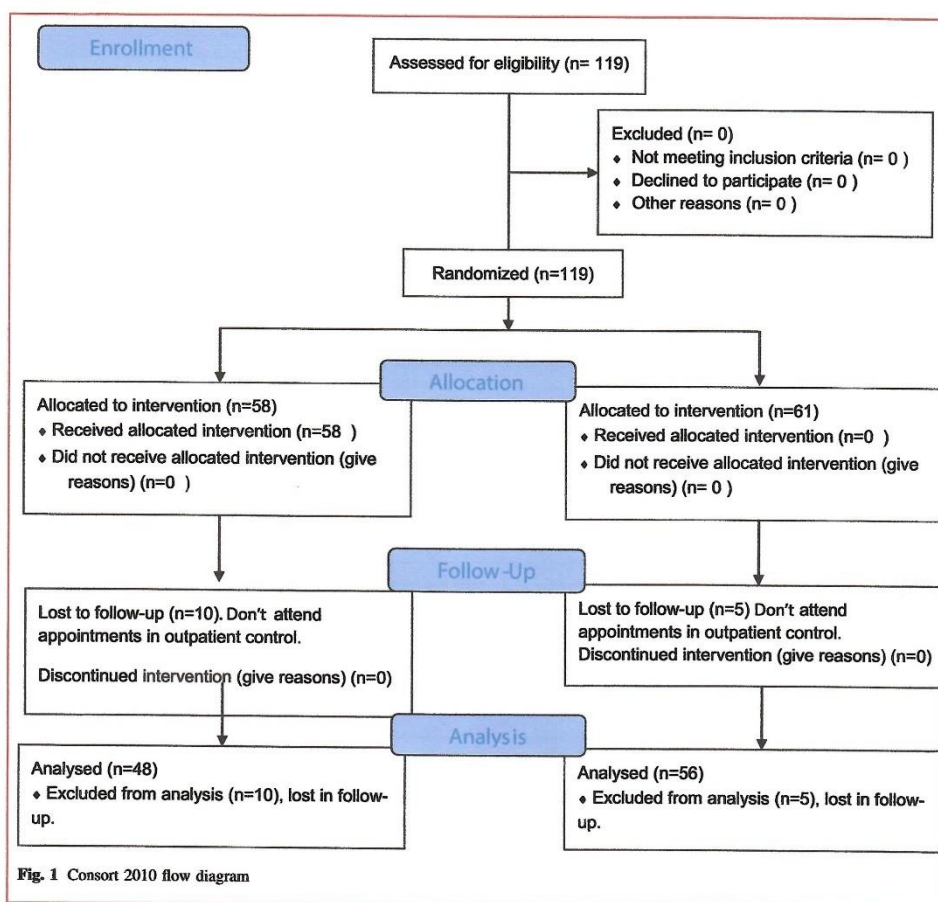 Enrollment
Assessed for eligibility (n= 119)
Excluded (n= 0)
♦ Not meeting inclusion criteria (n= 0 )
♦ Declined to participate (n= 0 )
♦ Other reasons (n= 0 )
Randomized (n=119)
Allocation
Allocated to intervention (n=58)
♦ Received allocated intervention (n=58 )
♦ Did not receive allocated intervention (give
reasons) (n=0 )
Allocated to intervention (n=61)
♦ Received allocated intervention (n=0 )
♦ Did not receive allocated intervention (give
reasons) (n= 0 )
Follow-Up
Lost to follow-up (n=10). Don't attend
appointments in outpatient control.
Discontinued intervention (give reasons) (n=0)
Lost to follow-up (n=5) Don't attend
appointments in outpatient control.
Discontinued intervention (give reasons) (n=0)
Analysis
Analysed (n=48)
♦ Excluded from analysis (n=10), lost in follow-
up.
Analysed (n=56)
♦ Excluded from analysis (n=5), lost in follow-
up.
Fig. 1 Consort 2010 flow diagram